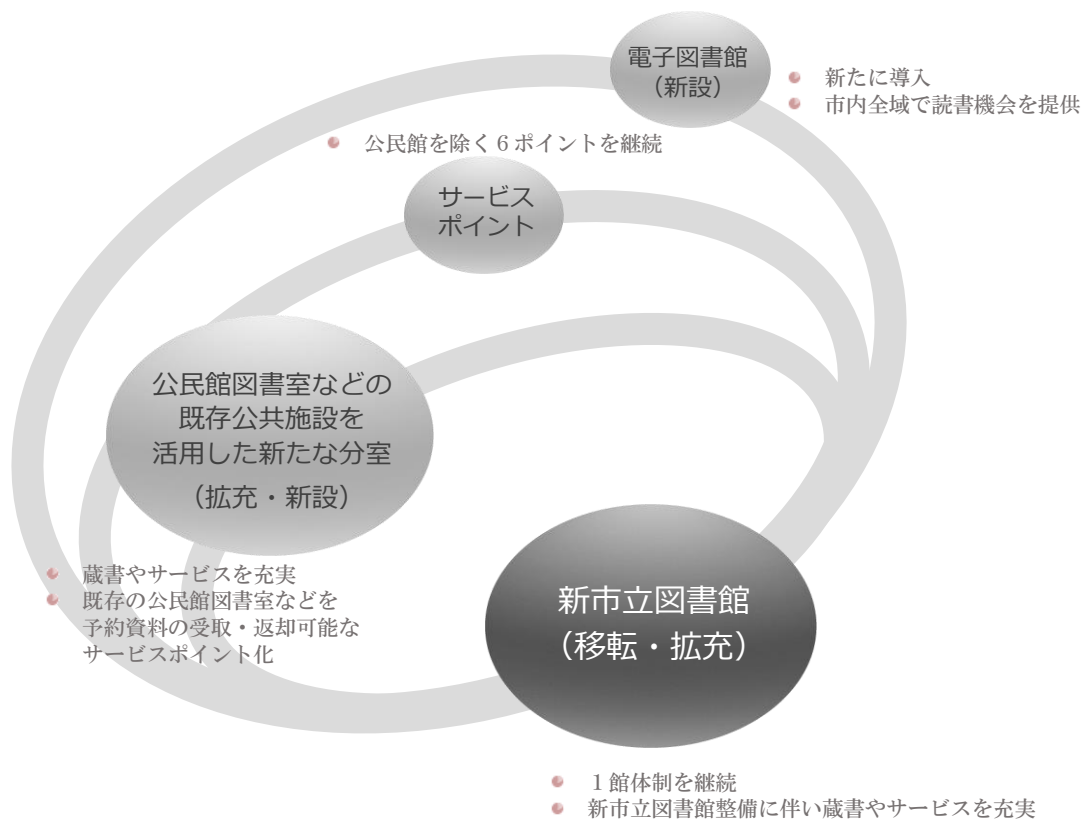 電子図書館
（新設）
新たに導入
市内全域で読書機会を提供
公民館を除く６ポイントを継続
サービス
ポイント
公民館図書室などの
既存公共施設を
活用した新たな分室
（拡充・新設）
蔵書やサービスを充実
既存の公民館図書室などを
予約資料の受取・返却可能な
サービスポイント化
新市立図書館
（移転・拡充）
１館体制を継続
新市立図書館整備に伴い蔵書やサービスを充実